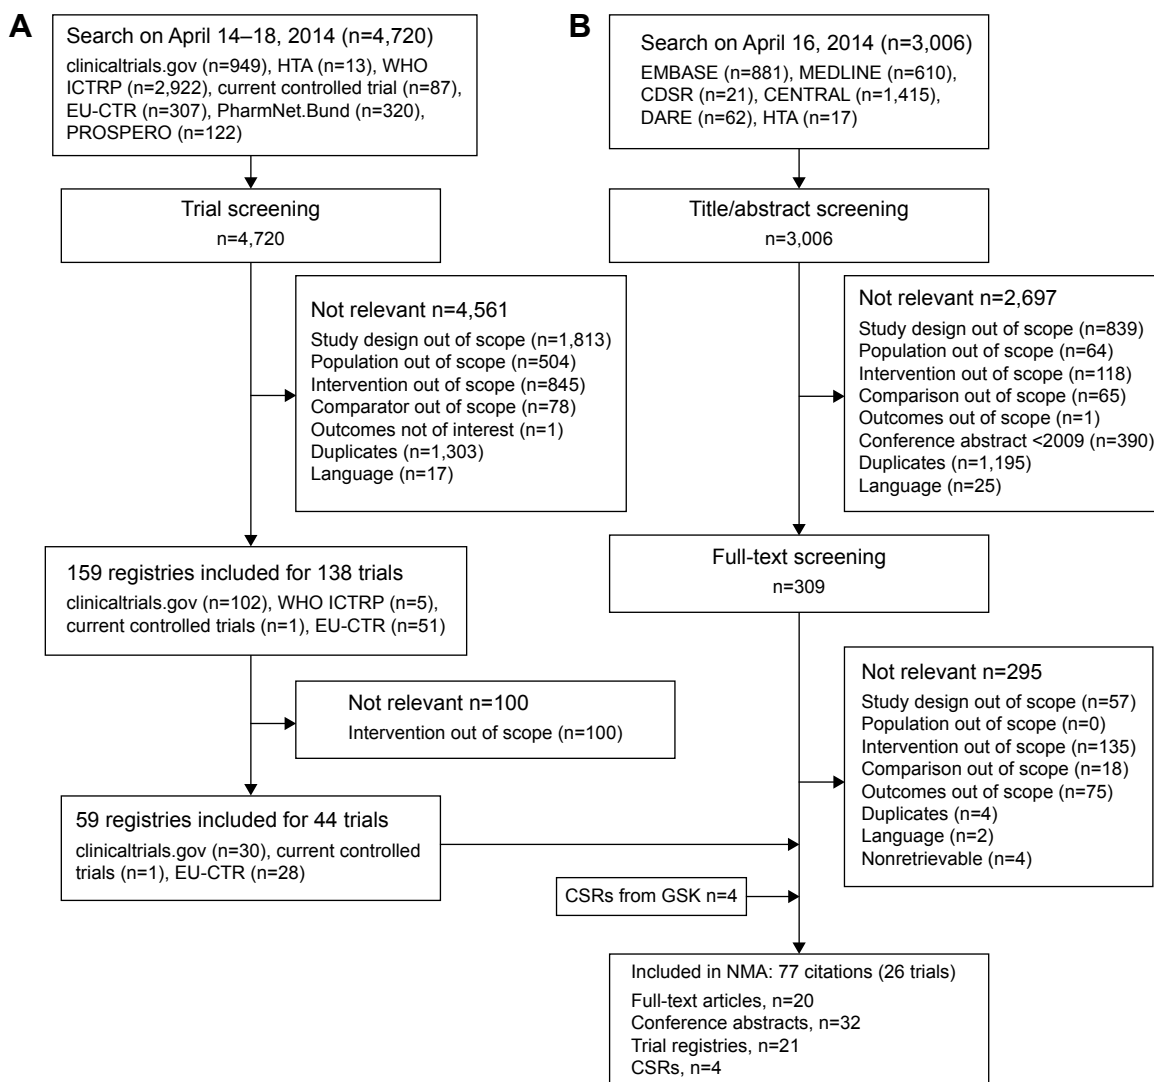 A
Search on April 14–18, 2014 (n=4,720)
clinicaltrials.gov (n=949), HTA (n=13), WHO
ICTRP (n=2,922), current controlled trial (n=87),
EU-CTR (n=307), PharmNet.Bund (n=320),
PROSPERO (n=122)
Trial screening
n=4,720
Not relevant n=4,561
Study design out of scope (n=1,813)
Population out of scope (n=504)
Intervention out of scope (n=845)
Comparator out of scope (n=78)
Outcomes not of interest (n=1)
Duplicates (n=1,303)
Language (n=17)
159 registries included for 138 trials
clinicaltrials.gov (n=102), WHO ICTRP (n=5),
current controlled trials (n=1), EU-CTR (n=51)
Not relevant n=100
Intervention out of scope (n=100)
59 registries included for 44 trials
clinicaltrials.gov (n=30), current controlled
trials (n=1), EU-CTR (n=28)
B
Search on April 16, 2014 (n=3,006)
EMBASE (n=881), MEDLINE (n=610),
CDSR (n=21), CENTRAL (n=1,415),
DARE (n=62), HTA (n=17)
Title/abstract screening
n=3,006
Not relevant n=2,697
Study design out of scope (n=839)
Population out of scope (n=64)
Intervention out of scope (n=118)
Comparison out of scope (n=65)
Outcomes out of scope (n=1)
Conference abstract <2009 (n=390)
Duplicates (n=1,195)
Language (n=25)
Full-text screening
n=309
Not relevant n=295
Study design out of scope (n=57)
Population out of scope (n=0)
Intervention out of scope (n=135)
Comparison out of scope (n=18)
Outcomes out of scope (n=75)
Duplicates (n=4)
Language (n=2)
Nonretrievable (n=4)
CSRs from GSK n=4
Included in NMA: 77 citations (26 trials)
Full-text articles, n=20
Conference abstracts, n=32
Trial registries, n=21
CSRs, n=4